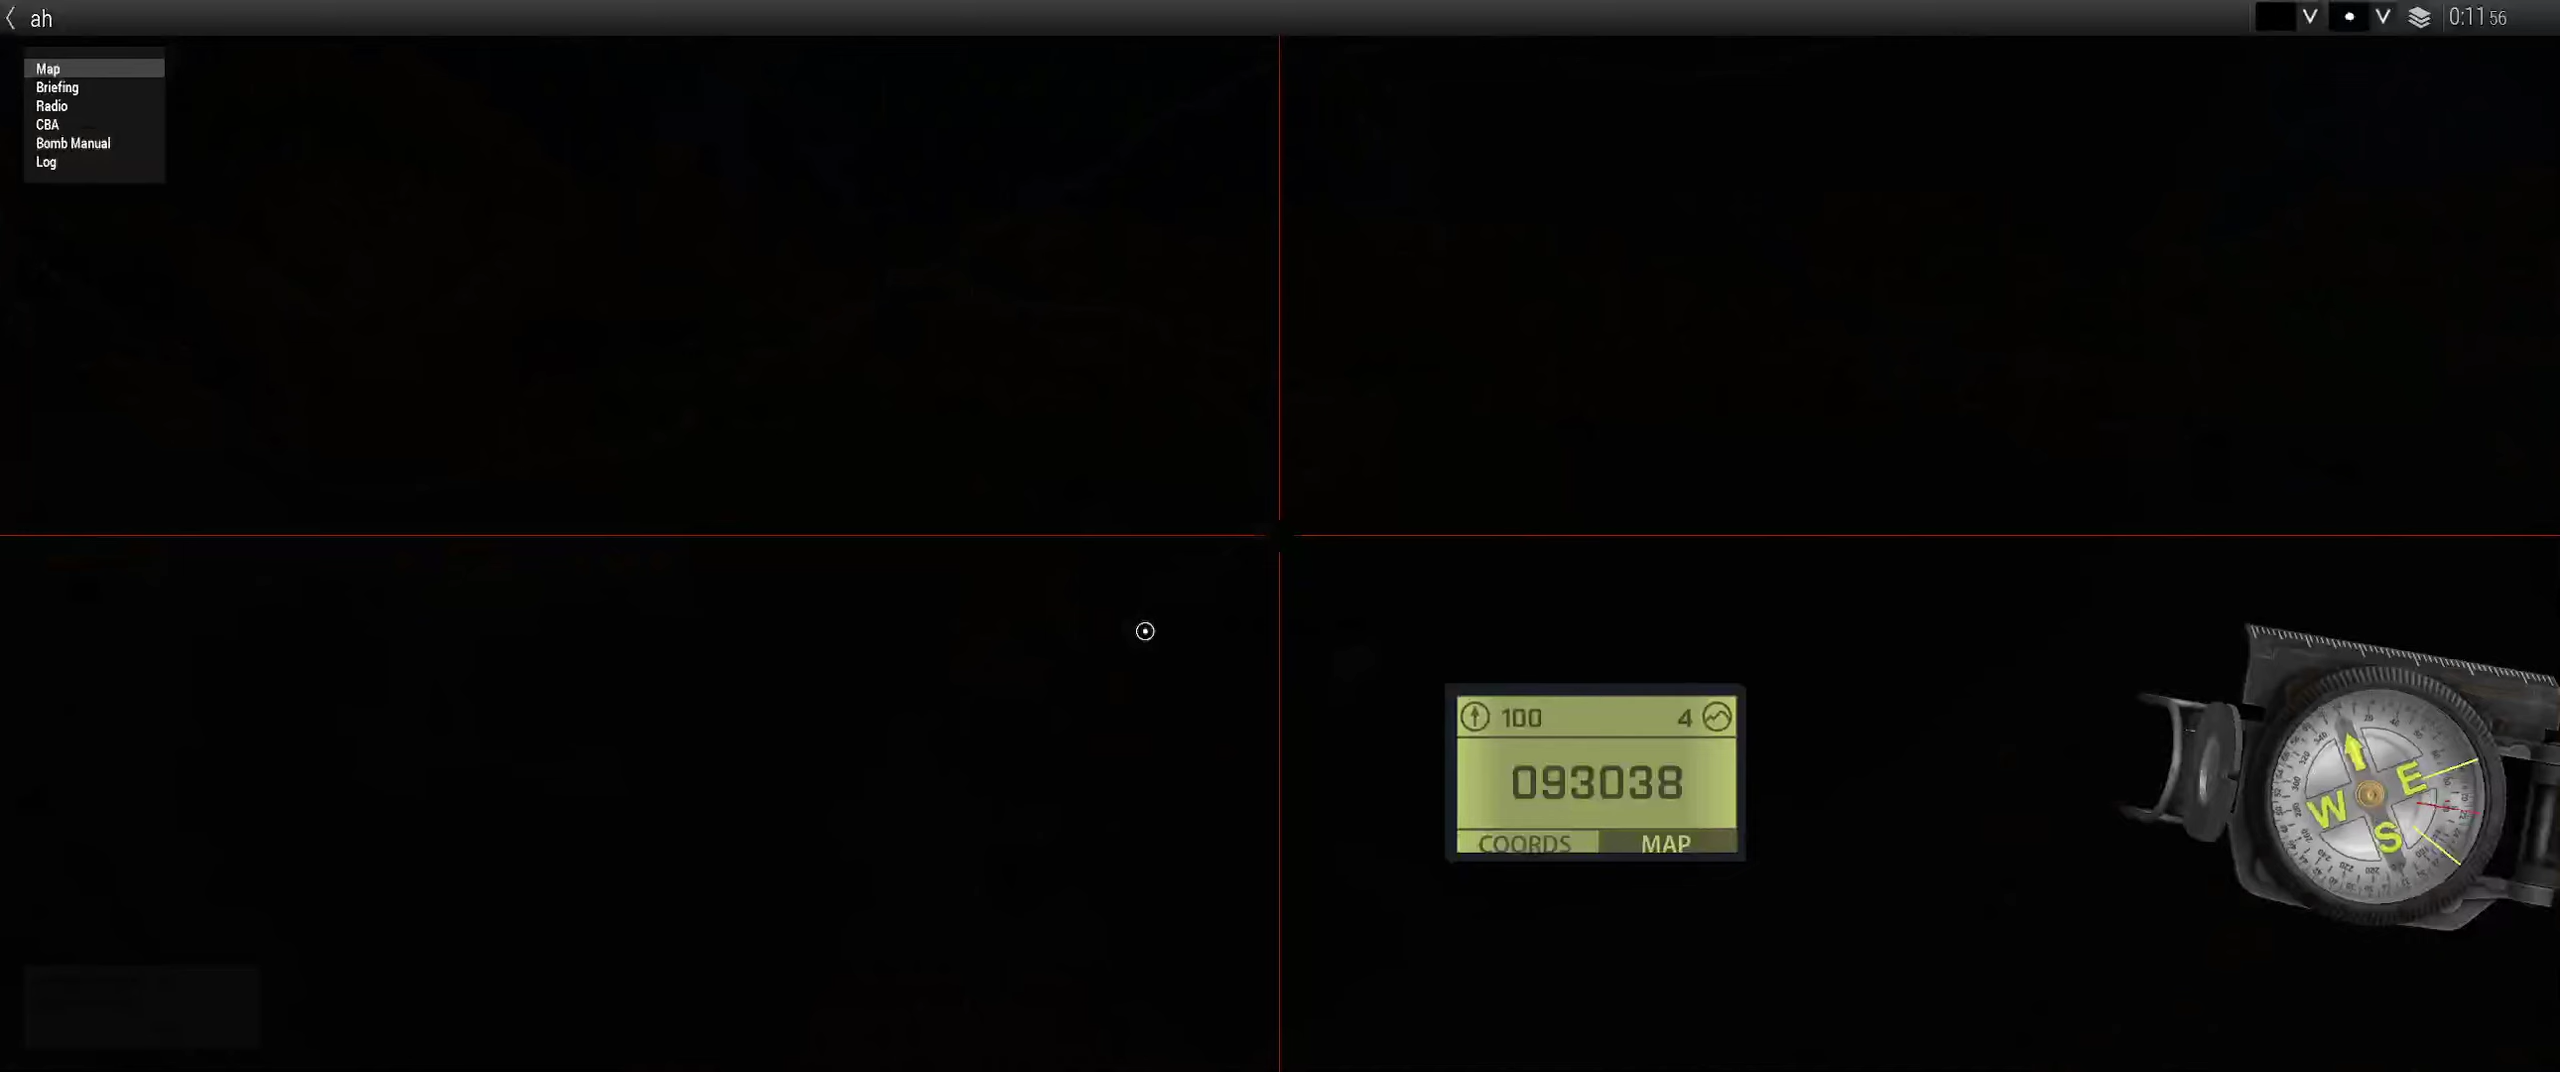 ah
V V 0:11 56
Map
Briefing
Radio
CBA
Bomb Manual
Log
100 4
093038
COORDS MAP
E
W
S